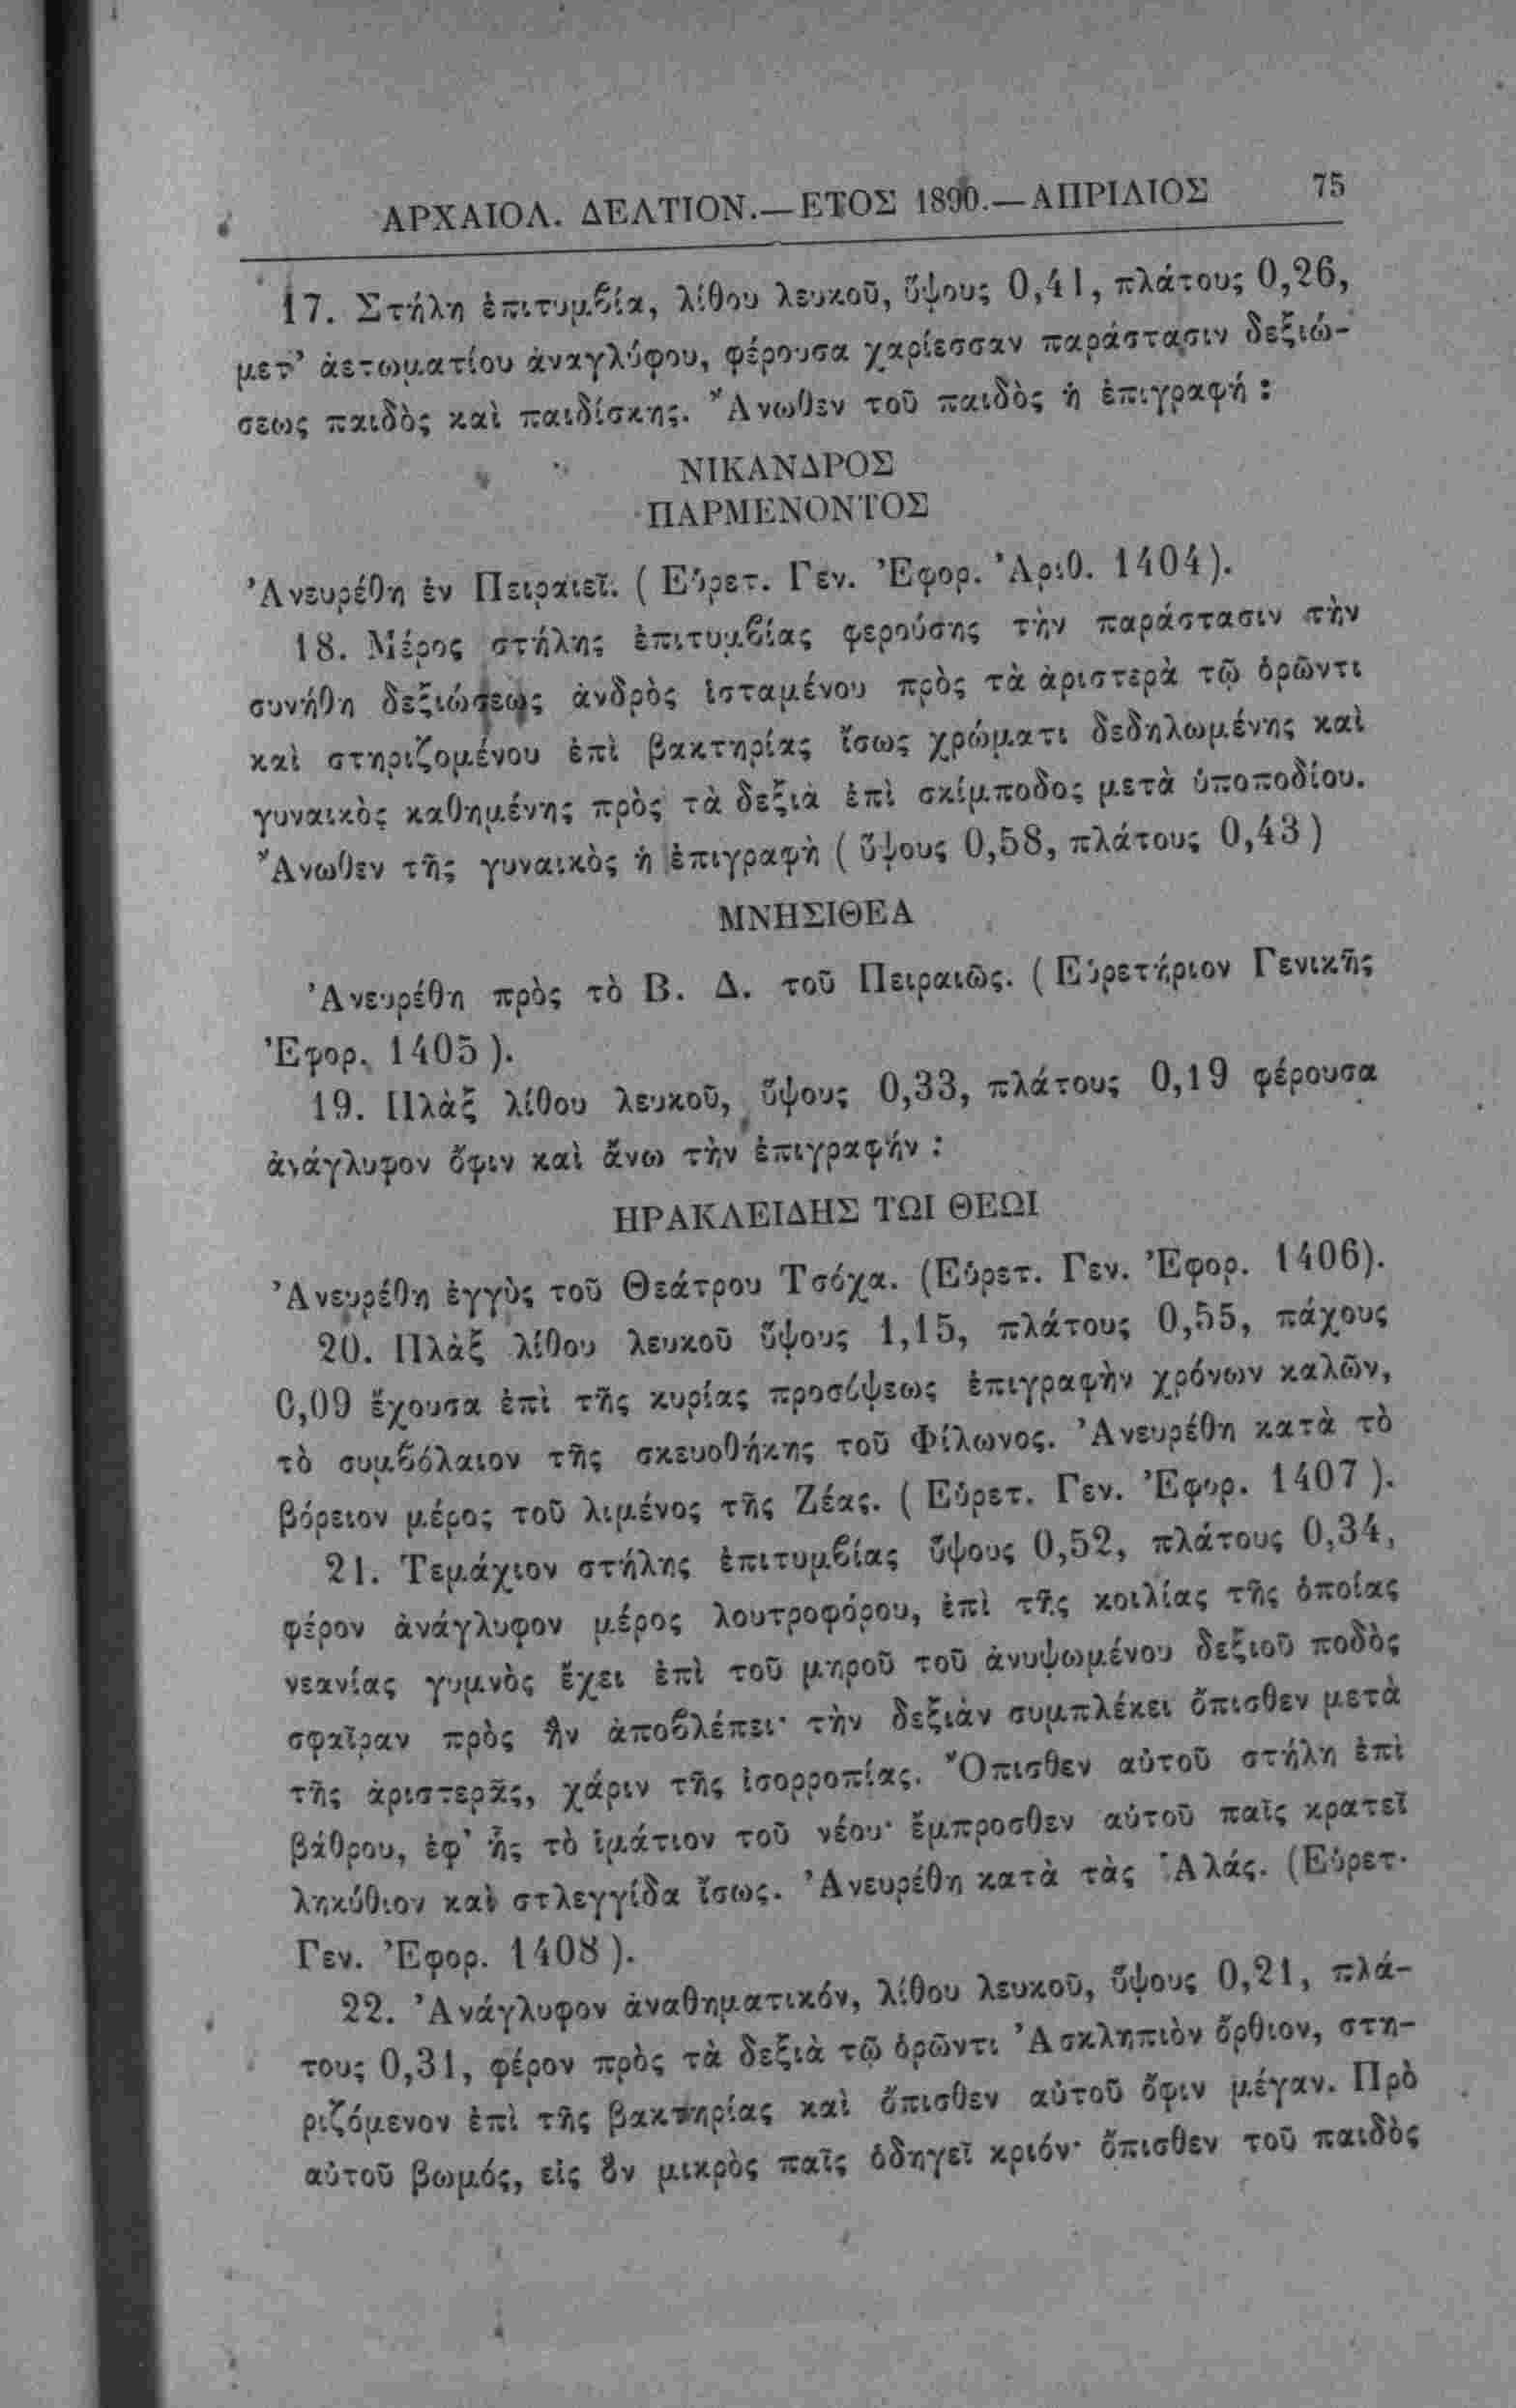 ΑΡΧΑΙΟΛ. ΔΕΛΤΙΟΝ.—ΕΤΟΣ 1890.—ΑΠΡΙΛΙΟΣ 75
17. Στήλη ἐπιτυμβία, λίθου λευκοῦ, ὕψους 0,41, πλάτους 0,26,
μετ’ ἀετωματίου ἀναγλύφου, φέρουσα χαρίεσσαν παράστασιν δεξιώ-
σεως παιδὸς καὶ παιδίσκης. Ἄνωθεν τοῦ παιδὸς ἡ ἐπιγραφή :
ΝΙΚΑΝΔΡΟΣ
ΠΑΡΜΕΝΟΝΤΟΣ
Ἀνευρέθη ἐν Πειραιεῖ. ( Εὑρετ. Γεν. Ἐφορ. Ἀριθ. 1404).
18. Μέρος στήλης ἐπιτυμβίας φερούσης τὴν παράστασιν τὴν
συνήθη δεξιώσεως ἀνδρὸς ἱσταμένου πρὸς τὰ ἀριστερὰ τῷ ὁρῶντι
καὶ στηριζομένου ἐπὶ βακτηρίας ἴσως χρώματι δεδηλωμένης καὶ
γυναικὸς καθημένης πρὸς τὰ δεξιὰ ἐπὶ σκίμποδος μετὰ ὑποποδίου.
Ἄνωθεν τῆς γυναικὸς ἡ ἐπιγραφὴ ( ὕψους 0,58, πλάτους 0,43 )
ΜΝΗΣΙΘΕΑ
Ἀνευρέθη πρὸς τὸ Β. Δ. τοῦ Πειραιῶς. ( Εὑρετήριον Γενικῆς
Ἐφορ. 1405 ).
19. Πλὰξ λίθου λευκοῦ, ὕψους 0,33, πλάτους 0,19 φέρουσα
ἀνάγλυφον ὄφιν καὶ ἄνω τὴν ἐπιγραφήν :
ΗΡΑΚΛΕΙΔΗΣ ΤΩΙ ΘΕΩΙ
Ἀνευρέθη ἐγγὺς τοῦ Θεάτρου Τσόχα. (Εὑρετ. Γεν. Ἐφορ. 1406).
20. Πλὰξ λίθου λευκοῦ ὕψους 1,15, πλάτους 0,55, πάχους
0,09 ἔχουσα ἐπὶ τῆς κυρίας προσόψεως ἐπιγραφὴν χρόνων καλῶν,
τὸ συμβόλαιον τῆς σκευοθήκης τοῦ Φίλωνος. Ἀνευρέθη κατὰ τὸ
βόρειον μέρος τοῦ λιμένος τῆς Ζέας. ( Εὑρετ. Γεν. Ἐφορ. 1407 ).
21. Τεμάχιον στήλης ἐπιτυμβίας ὕψους 0,52, πλάτους 0,34,
φέρον ἀνάγλυφον μέρος λουτροφόρου, ἐπὶ τῆς κοιλίας τῆς ὁποίας
νεανίας γυμνὸς ἔχει ἐπὶ τοῦ μηροῦ τοῦ ἀνυψωμένου δεξιοῦ ποδὸς
σφαῖραν πρὸς ἣν ἀποβλέπει· τὴν δεξιὰν συμπλέκει ὄπισθεν μετὰ
τῆς ἀριστερᾶς, χάριν τῆς ἰσορροπίας. Ὄπισθεν αὐτοῦ στήλη ἐπὶ
βάθρου, ἐφ’ ἧς τὸ ἱμάτιον τοῦ νέου· ἔμπροσθεν αὐτοῦ παῖς κρατεῖ
ληκύθιον καὶ στλεγγίδα ἴσως. Ἀνευρέθη κατὰ τὰς Ἁλάς. (Εὑρετ.
Γεν. Ἐφορ. 1408 ).
22. Ἀνάγλυφον ἀναθηματικόν, λίθου λευκοῦ, ὕψους 0,21, πλά-
τους 0,31, φέρον πρὸς τὰ δεξιὰ τῷ ὁρῶντι Ἀσκληπιὸν ὄρθιον, στη-
ριζόμενον ἐπὶ τῆς βακτηρίας καὶ ὄπισθεν αὐτοῦ ὄφιν μέγαν. Πρὸ
αὐτοῦ βωμός, εἰς ὃν μικρὸς παῖς ὁδηγεῖ κριόν· ὄπισθεν τοῦ παιδὸς